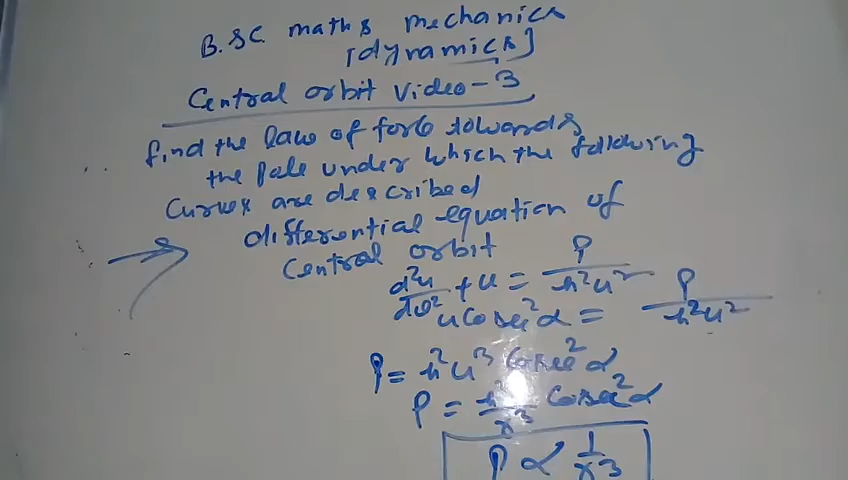 B.SC. maths mechanics
[dynamics]
Central orbit video-3
find the law of force towards
the pole under which the following
curves are described
differential equation of
central orbit
d²u/dθ² + u = P/h²u²
u cosec²α = P/h²u²
P = h²u³ cosec²α
P = h²/r³ cosec²α
P ∝ 1/r³